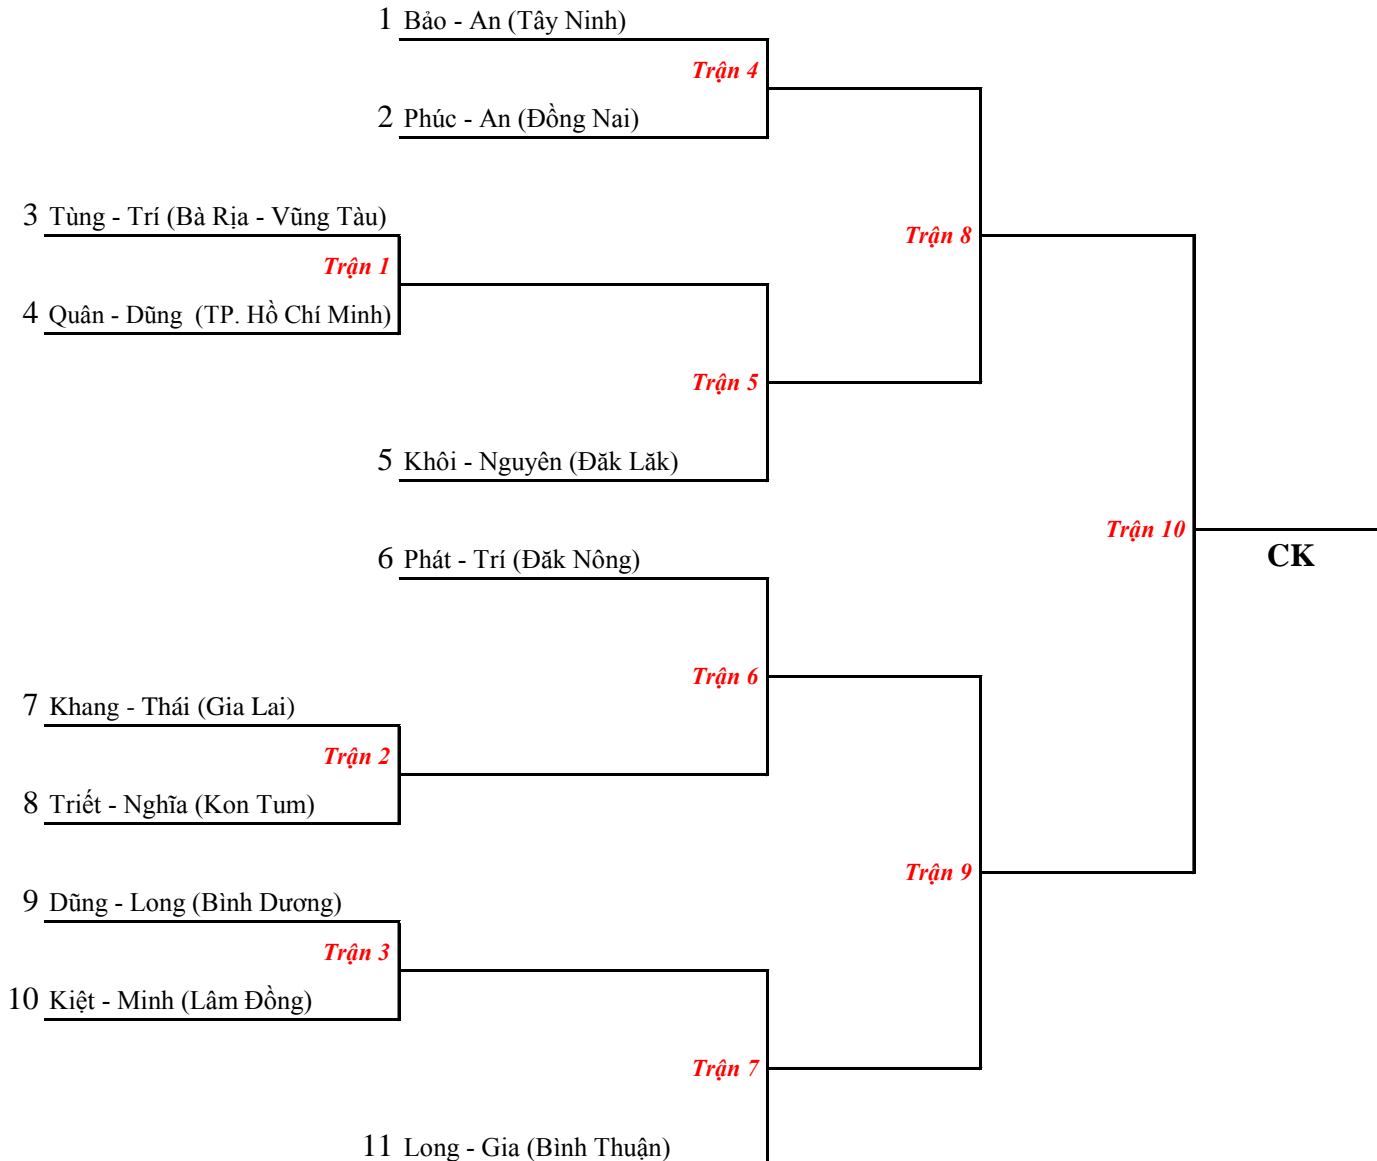 1 Bảo - An (Tây Ninh)
Trận 4
2 Phúc - An (Đồng Nai)
3 Tùng - Trí (Bà Rịa - Vũng Tàu)
Trận 8
Trận 1
4 Quân - Dũng (TP. Hồ Chí Minh)
Trận 5
5 Khôi - Nguyên (Đăk Lăk)
Trận 10
6 Phát - Trí (Đăk Nông)
CK
Trận 6
7 Khang - Thái (Gia Lai)
Trận 2
8 Triết - Nghĩa (Kon Tum)
Trận 9
9 Dũng - Long (Bình Dương)
Trận 3
10 Kiệt - Minh (Lâm Đồng)
Trận 7
11 Long - Gia (Bình Thuận)